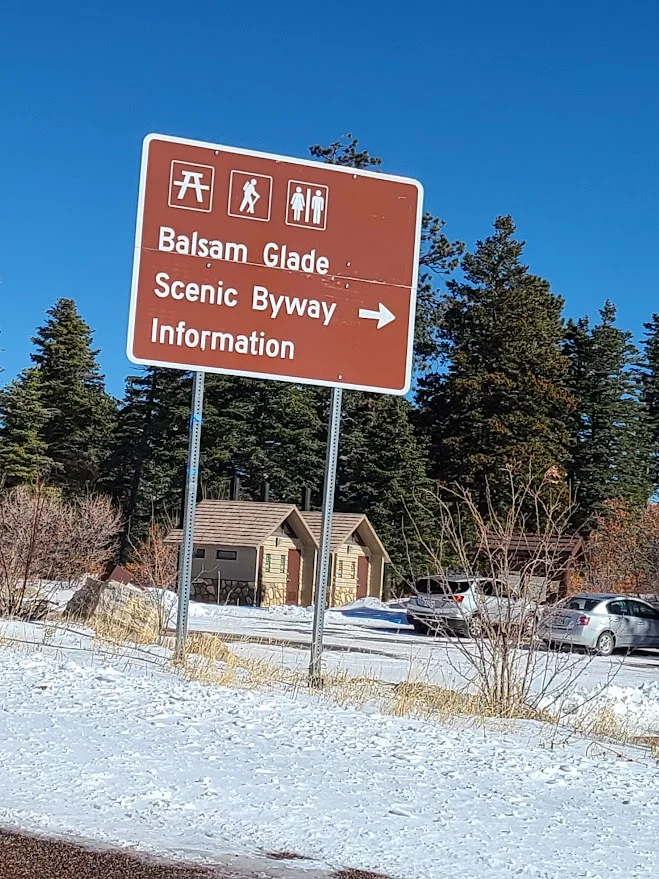 Balsam Glade
Scenic Byway
Information